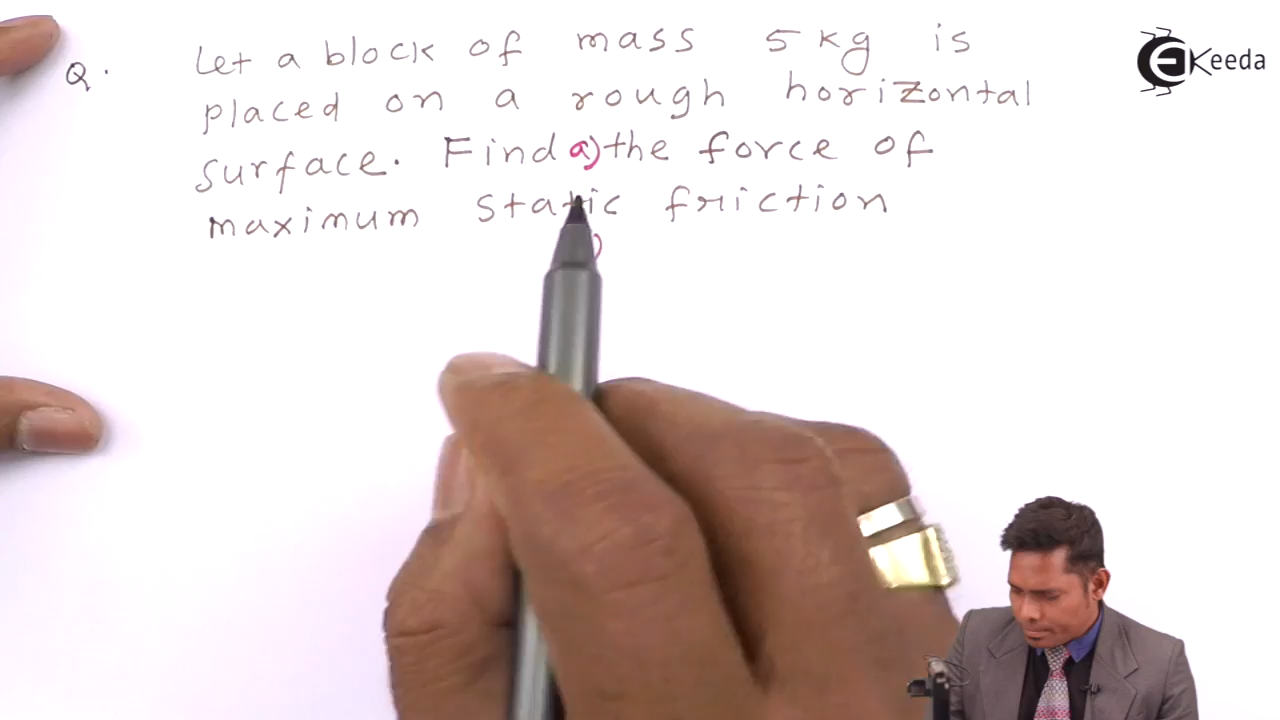 Q. Let a block of mass 5 kg is
placed on a rough horizontal
surface. Find a) the force of
maximum static friction
)
Keeda